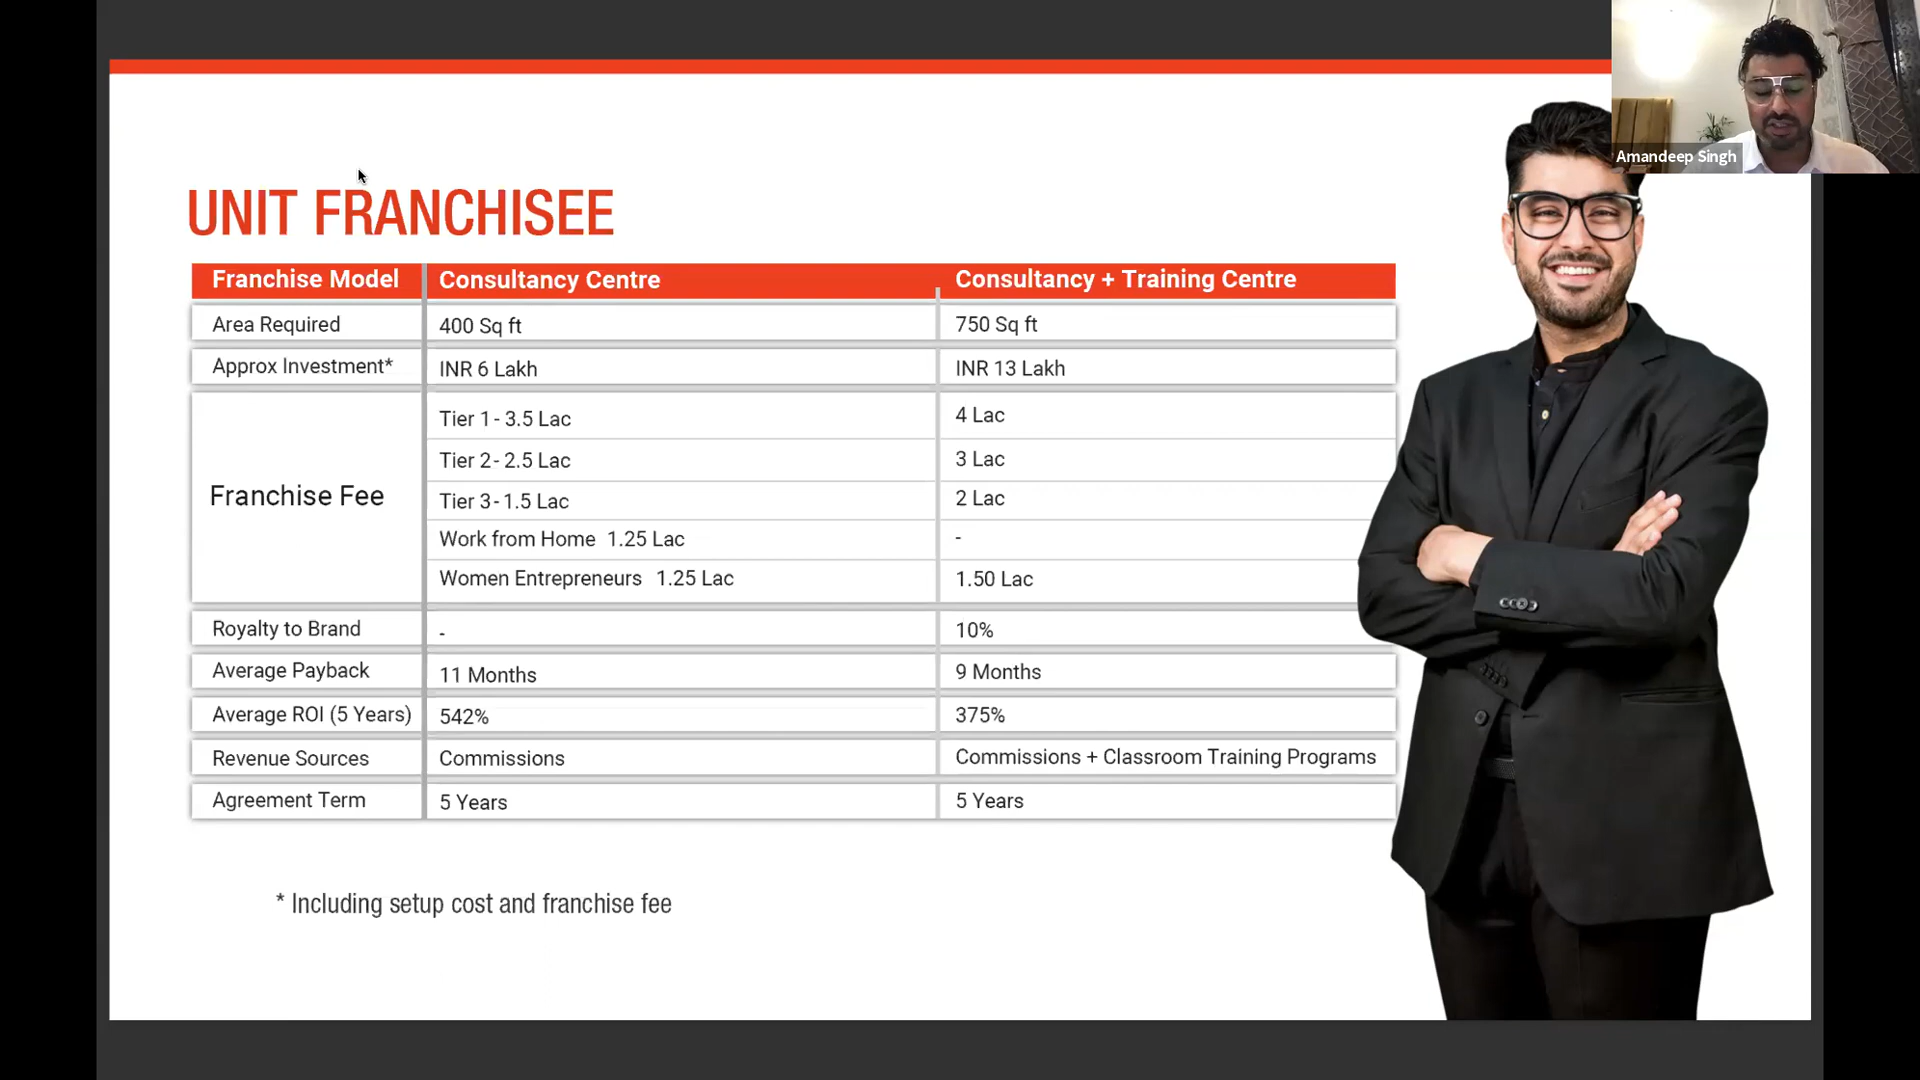 Amandeep Singh
UNIT FRANCHISEE
Franchise Model Consultancy Centre Consultancy + Training Centre
Area Required 400 Sq ft 750 Sq ft
Approx Investment* INR 6 Lakh INR 13 Lakh
Franchise Fee
Tier 1 - 3.5 Lac 4 Lac
Tier 2 - 2.5 Lac 3 Lac
Tier 3 - 1.5 Lac 2 Lac
Work from Home 1.25 Lac -
Women Entrepreneurs 1.25 Lac 1.50 Lac
Royalty to Brand - 10%
Average Payback 11 Months 9 Months
Average ROI (5 Years) 542% 375%
Revenue Sources Commissions Commissions + Classroom Training Programs
Agreement Term 5 Years 5 Years
* Including setup cost and franchise fee